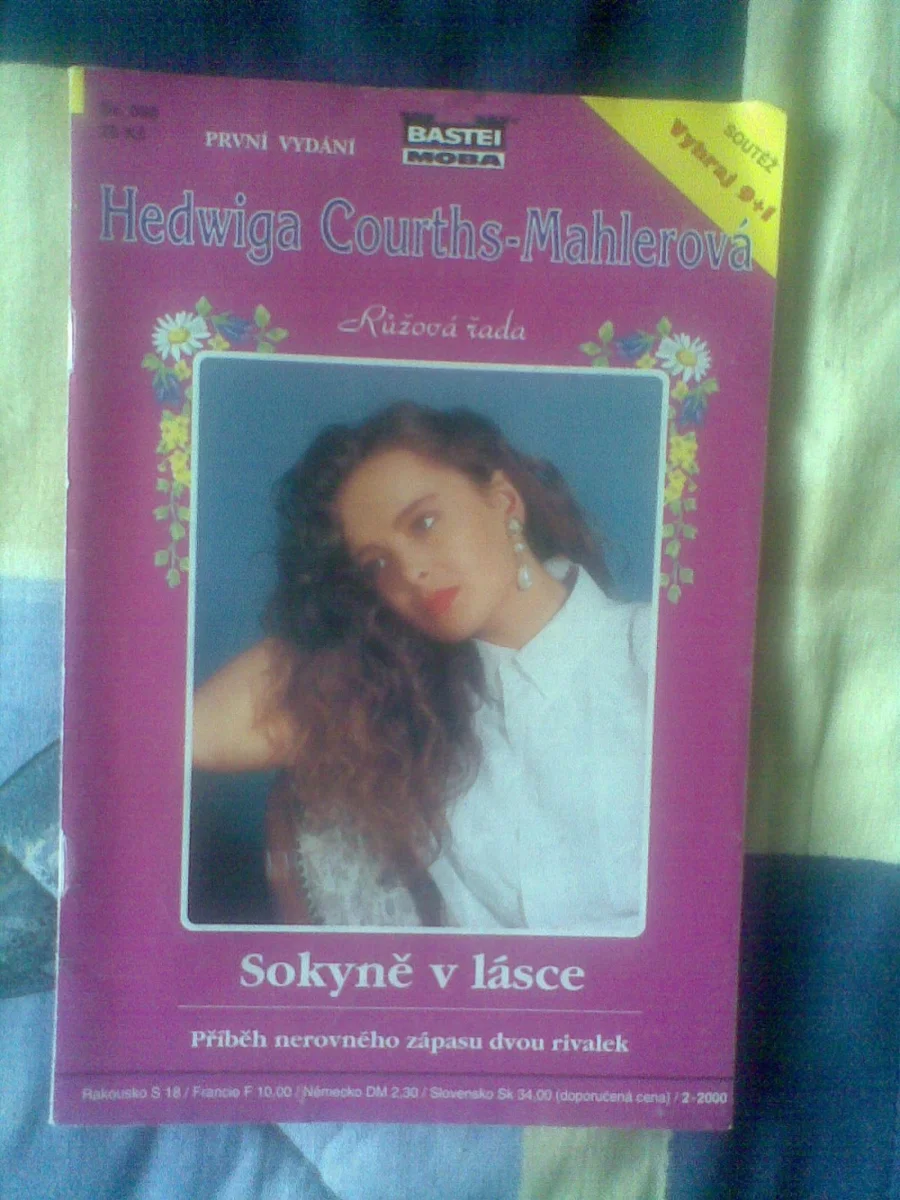 PRVNÍ VYDÁNÍ
BASTEI
MOBA
SOUTĚŽ
Vyhraj 9+1
Hedwiga Courths-Mahlerová
Růžová řada
Sokyně v lásce
Příběh nerovného zápasu dvou rivalek
Rakousko S 18 / Francie F 10,00 / Německo DM 2,30 / Slovensko Sk 34,00 (doporučená cena) / 2-2000